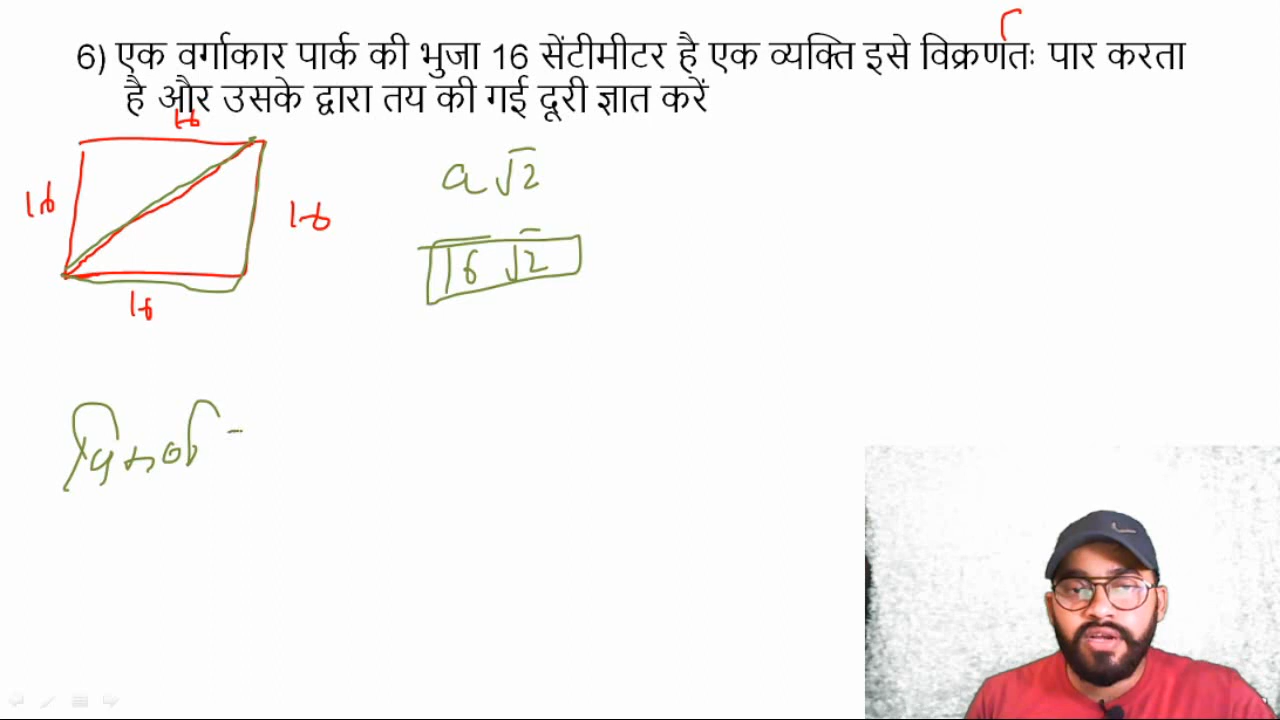 6) एक वर्गाकार पार्क की भुजा 16 सेंटीमीटर है एक व्यक्ति इसे विक्रणतः पार करता
है और उसके द्वारा तय की गई दूरी ज्ञात करें
16
16
16
16
a√2
16√2